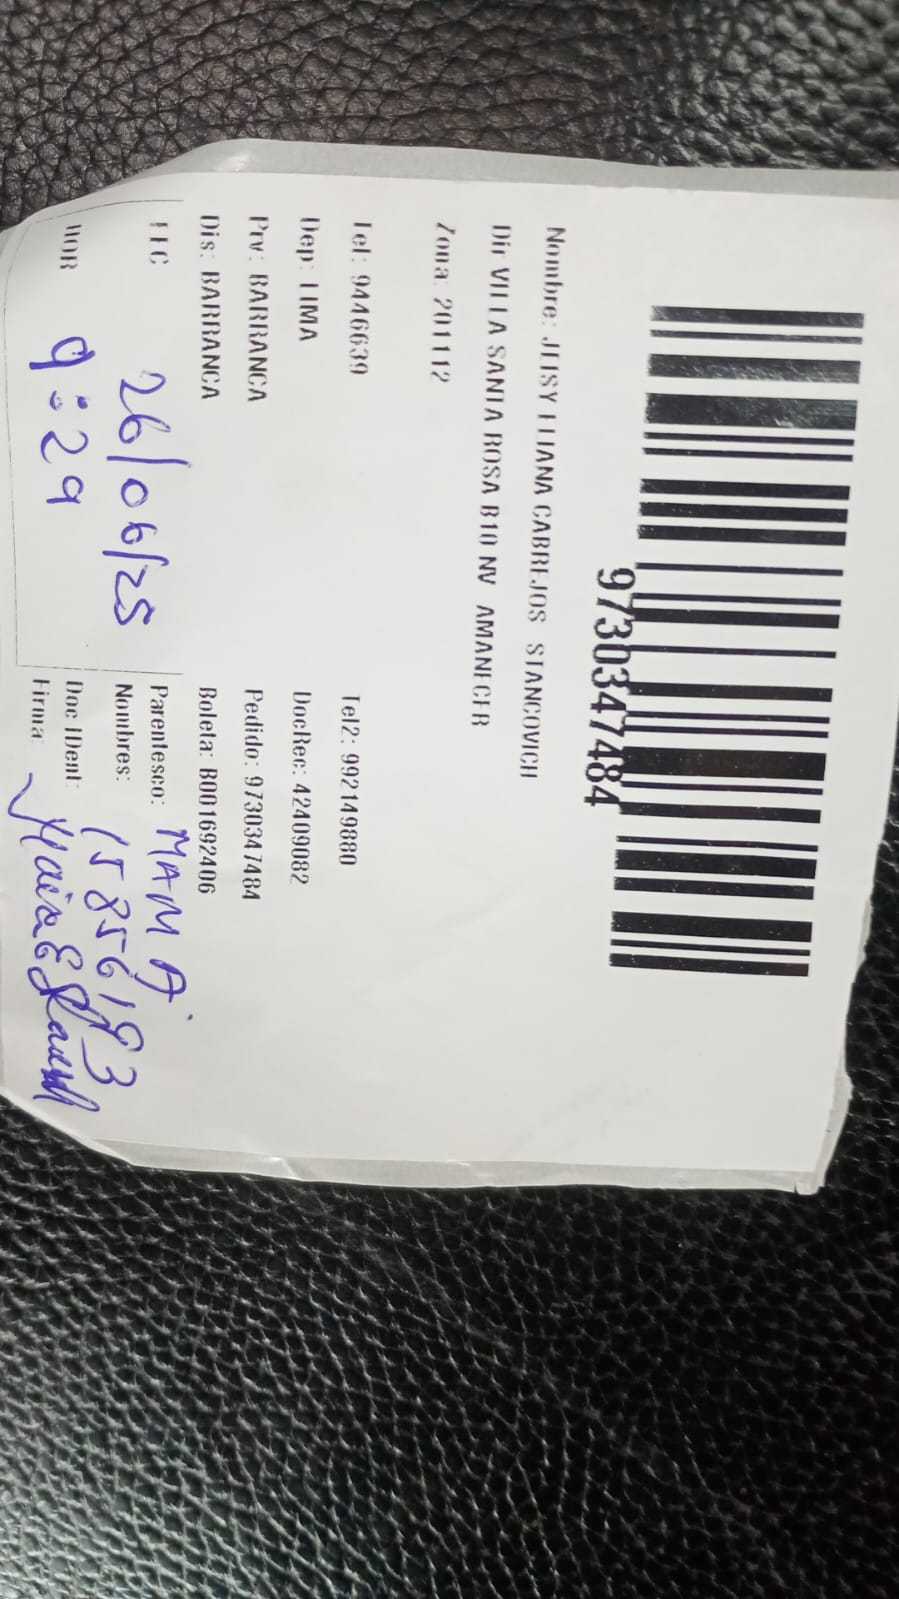 9730347484
Nombre: JLISY ELIANA CABREJOS STANCOVICH
Dir VILLA SANTA ROSA B10 NV AMANECER
Zona: 201112
Tel: 9446639 Tel2: 992149880
Dep: LIMA DocRec: 42409082
Prv: BARRANCA Pedido: 9730347484
Dis: BARRANCA Boleta: B001692406
FEC 26/06/25 Parentesco: MAMA
Nombres:
HOR 9:29 Doc IDent:
Firma: